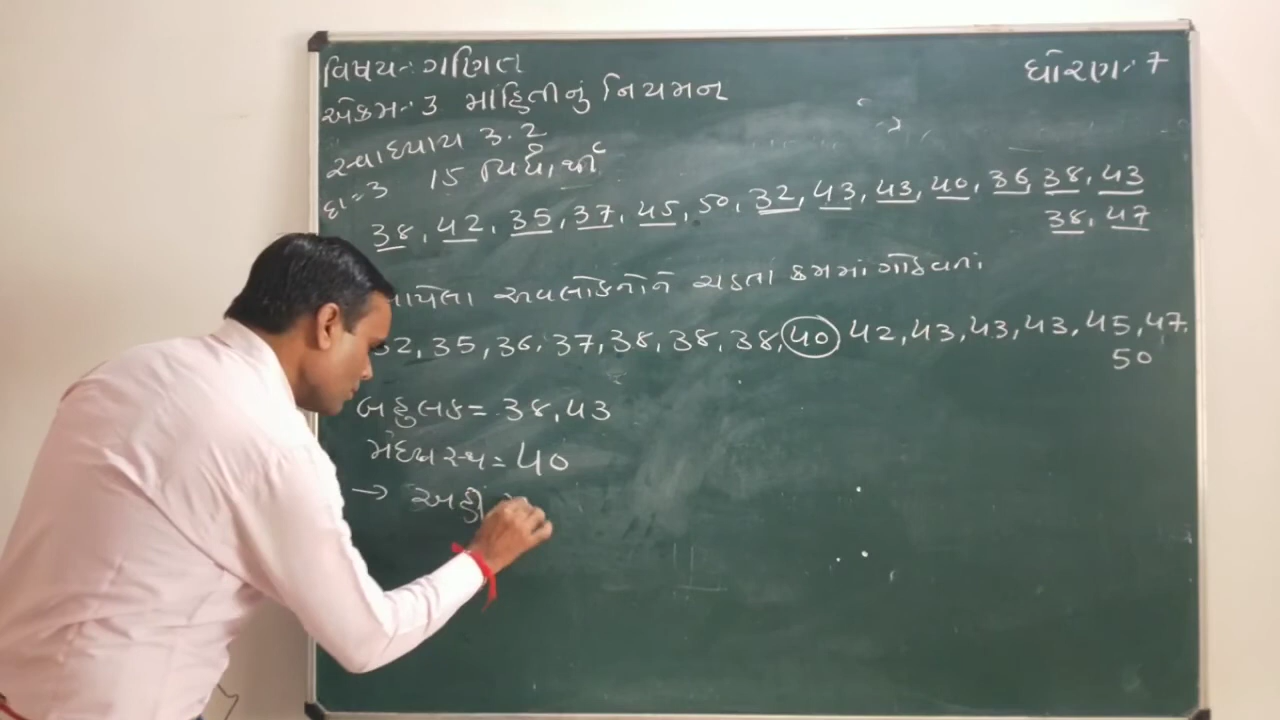 વિષય:- ગણિત
ધોરણ:- 7
એકમ:- 3 માહિતીનું નિયમન
સ્વાધ્યાય 3.2
દા=3 15 વિદ્યાર્થી
38, 42, 35, 37, 45, 50, 32, 43, 43, 40, 36, 38, 43
38, 47
અવલોકનોને ચડતા ક્રમમાં ગોઠવતાં
32, 35, 36, 37, 38, 38, 38, 40 42, 43, 43, 43, 45, 47,
50
બહુલક = 38, 43
મધ્યસ્થ = 40
→ અહીં